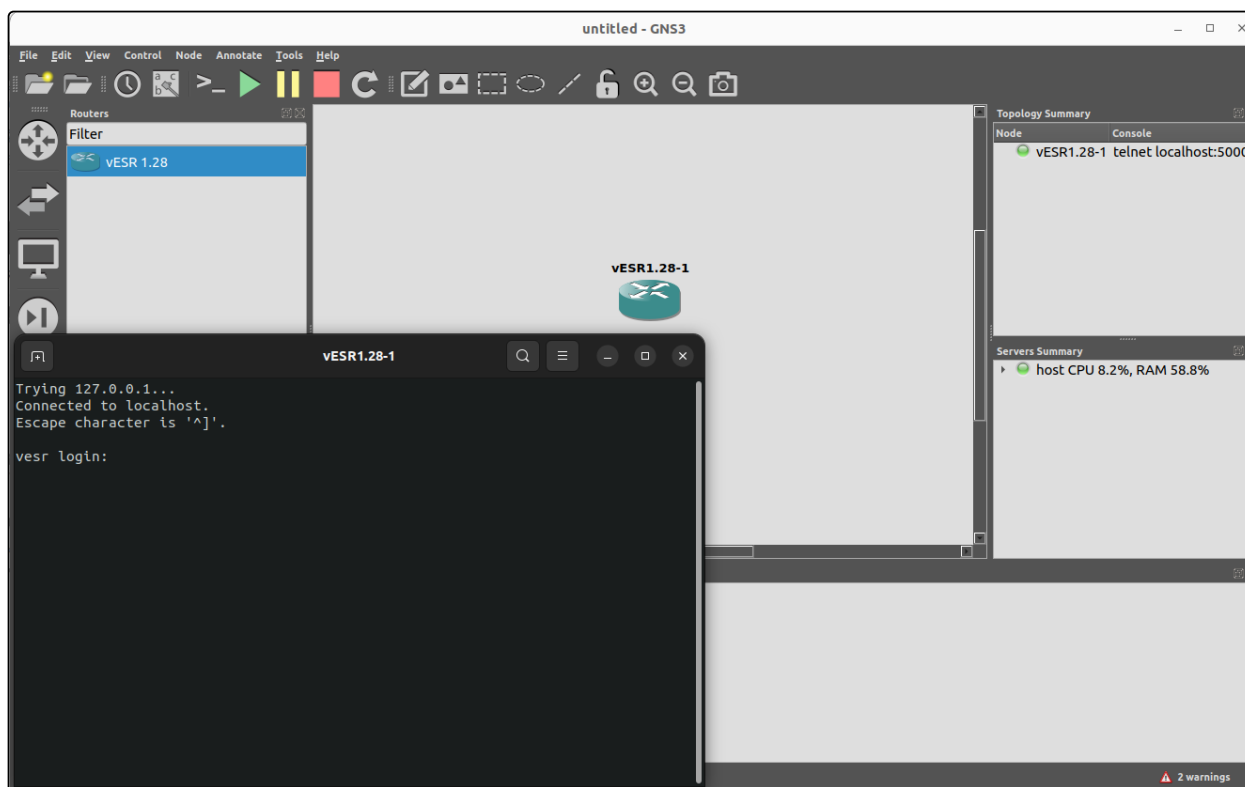 untitled - GNS3
File Edit View Control Node Annotate Tools Help
Routers
Filter
vESR 1.28
vESR1.28-1
Topology Summary
Node Console
vESR1.28-1 telnet localhost:5000
Servers Summary
host CPU 8.2%, RAM 58.8%
vESR1.28-1
Trying 127.0.0.1...
Connected to localhost.
Escape character is '^]'.
vesr login:
2 warnings